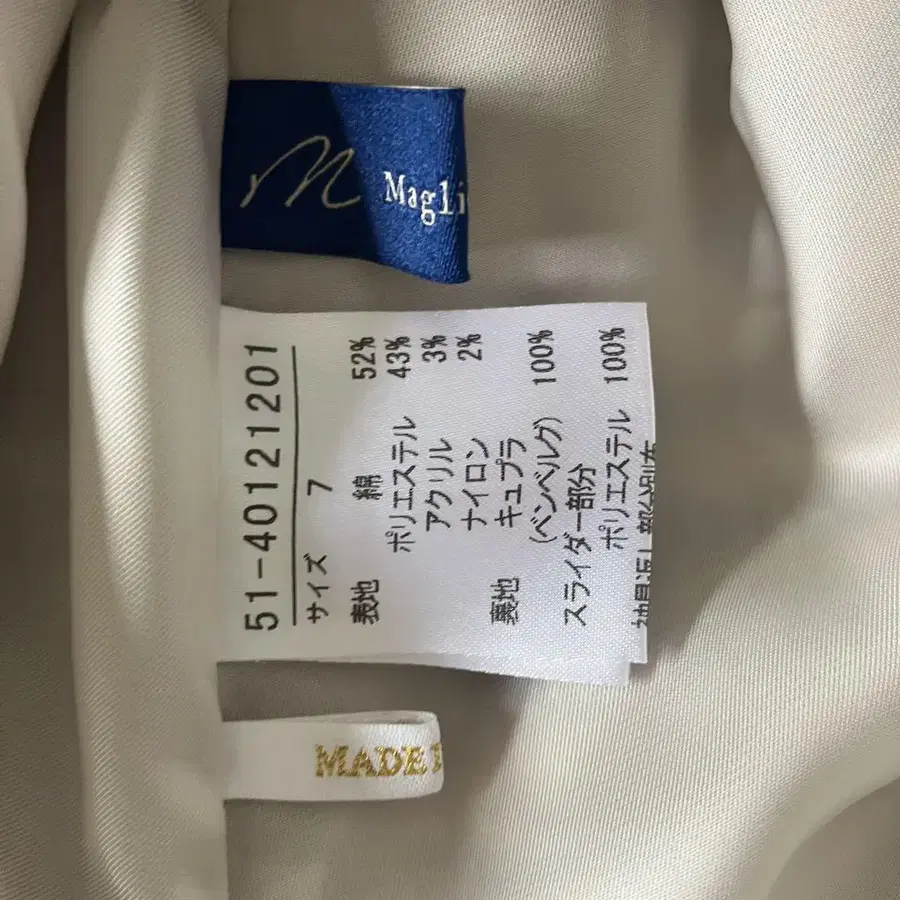 M Magli
51-40121201
サイズ 7
表地 綿 52%
ポリエステル 43%
アクリル 3%
ナイロン 2%
裏地 キュプラ 100%
(ベンベルグ)
スライダー部分
ポリエステル 100%
MADE I